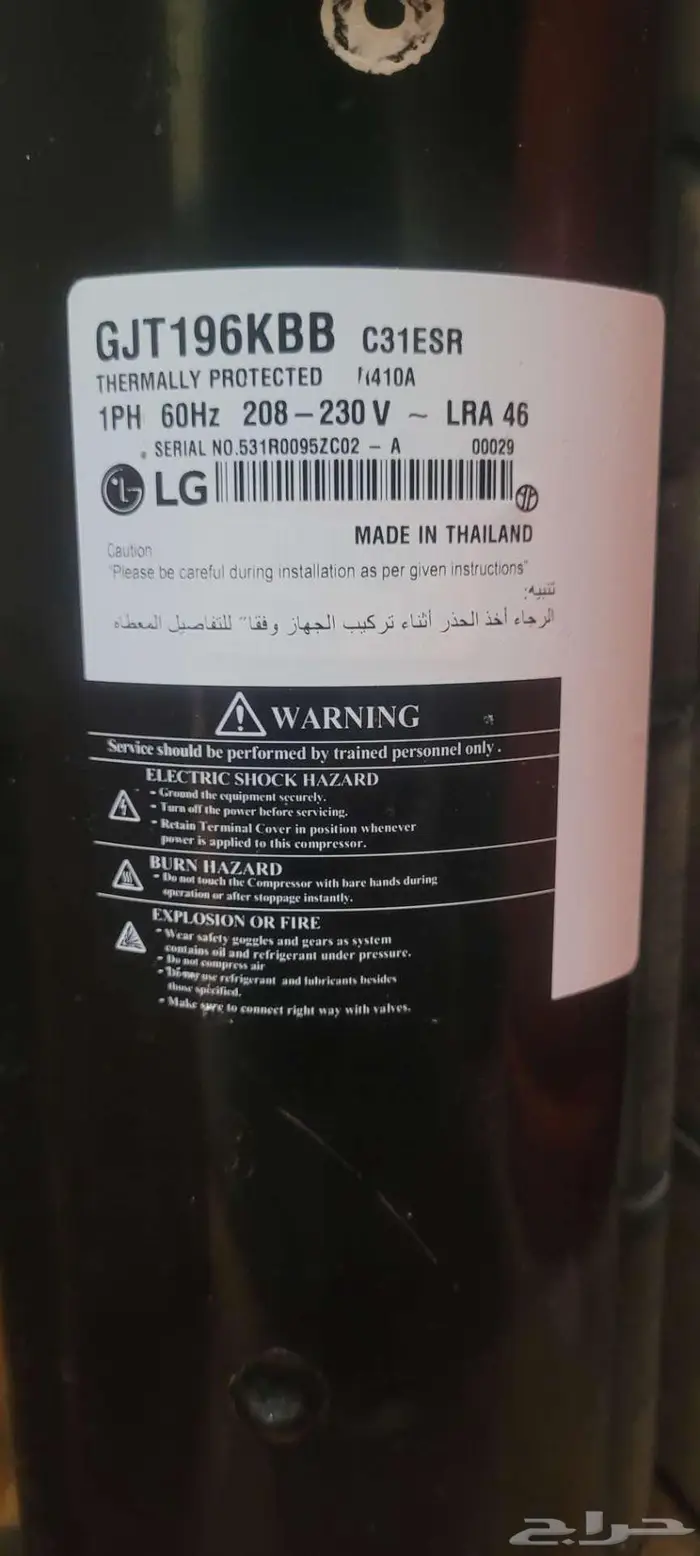 GJT196KBB C31ESR
THERMALLY PROTECTED R410A
1PH 60Hz 208-230 V ~ LRA 46
SERIAL NO.531R0095ZC02 - A 00029
LG
MADE IN THAILAND
Caution
"Please be careful during installation as per given instructions"
تنبيه:
الرجاء أخذ الحذر أثناء تركيب الجهاز وفقا" للتفاصيل المعطاه
WARNING
Service should be performed by trained personnel only.
ELECTRIC SHOCK HAZARD
- Ground the equipment securely.
- Turn off the power before servicing.
- Retain Terminal Cover in position whenever
power is applied to this compressor.
BURN HAZARD
- Do not touch the Compressor with bare hands during
operation or after stoppage instantly.
EXPLOSION OR FIRE
- Wear safety goggles and gears as system
contains oil and refrigerant under pressure.
- Do not compress air
- use refrigerant and lubricants besides
those specified.
- Make sure to connect right way with valves.
حراج